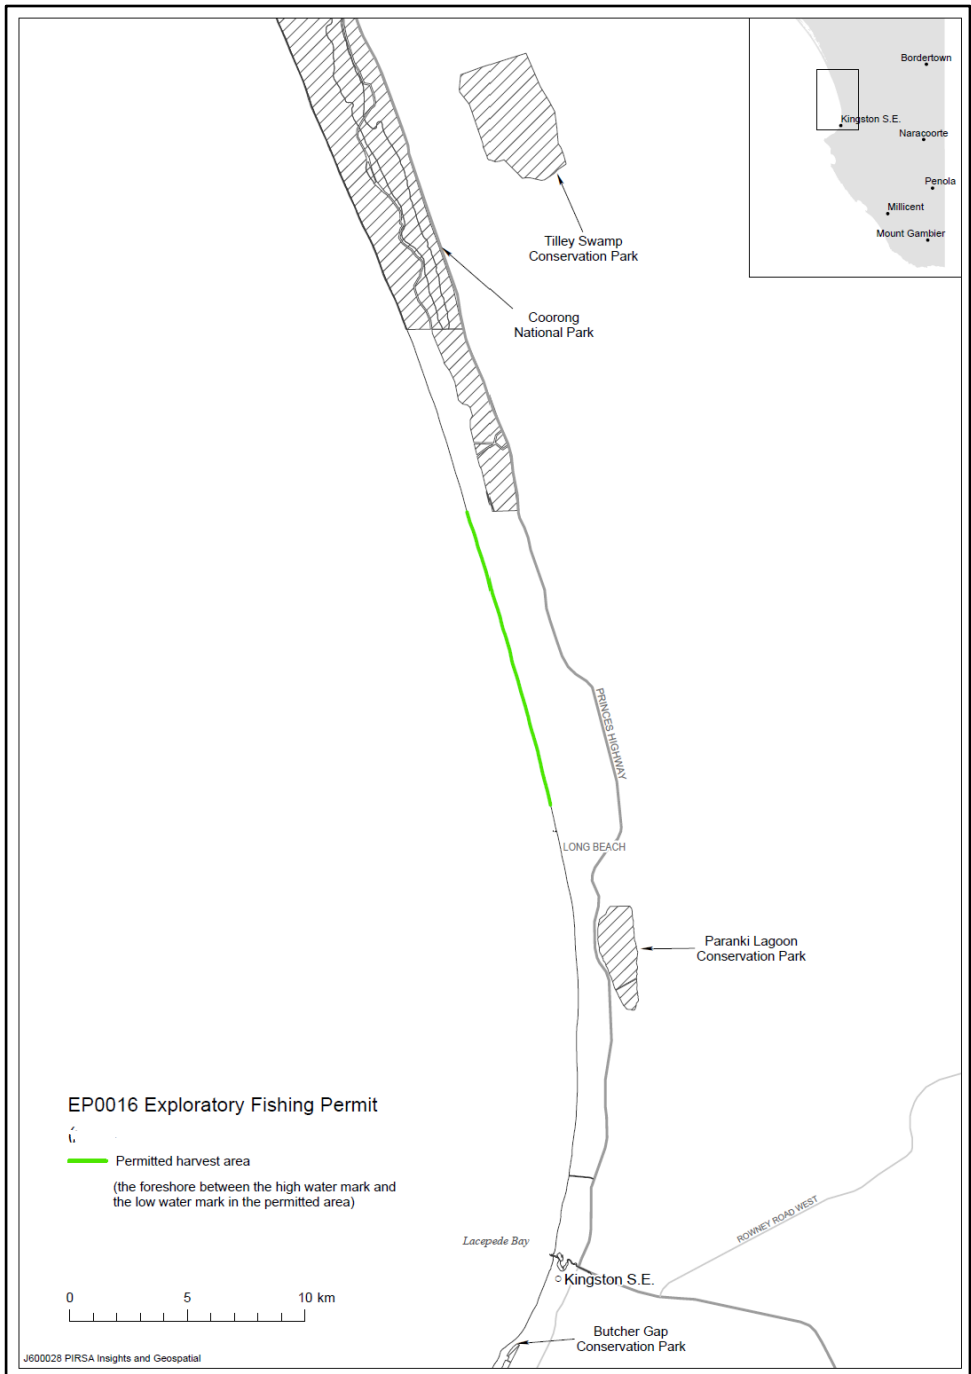 Bordertown
Kingston S.E.
Naracoorte
Penola
Millicent
Mount Gambier
Tilley Swamp
Conservation Park
Coorong
National Park
PRINCES HIGHWAY
LONG BEACH
Paranki Lagoon
Conservation Park
EP0016 Exploratory Fishing Permit
Permitted harvest area
(the foreshore between the high water mark and
the low water mark in the permitted area)
ROWNEY ROAD WEST
Lacepede Bay
Kingston S.E.
0 5 10 km
Butcher Gap
Conservation Park
J600028 PIRSA Insights and Geospatial